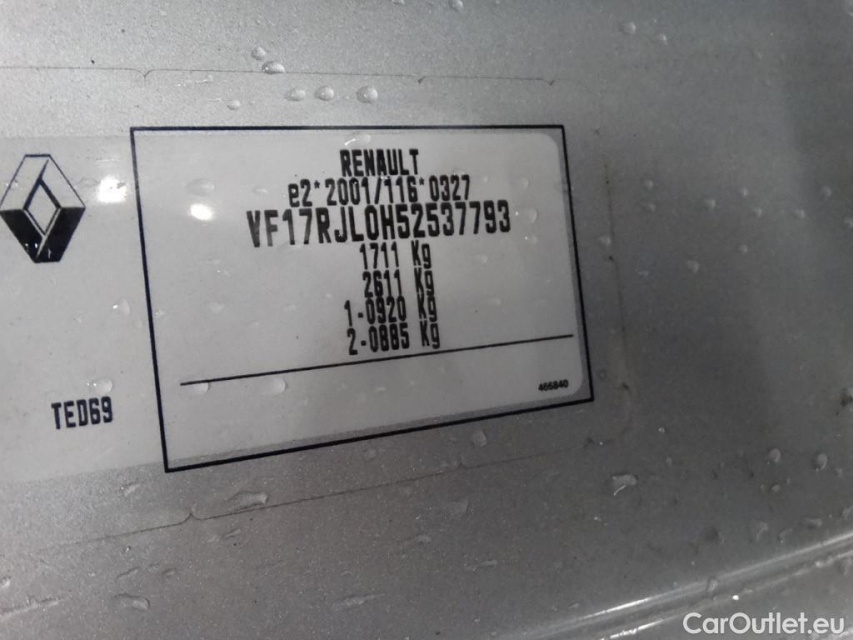 RENAULT
e2*2001/116*0327
VF17RJL0H52537793
1711 Kg
2611 Kg
1-0920 Kg
2-0885 Kg
466840
TED69
CarOutlet.eu